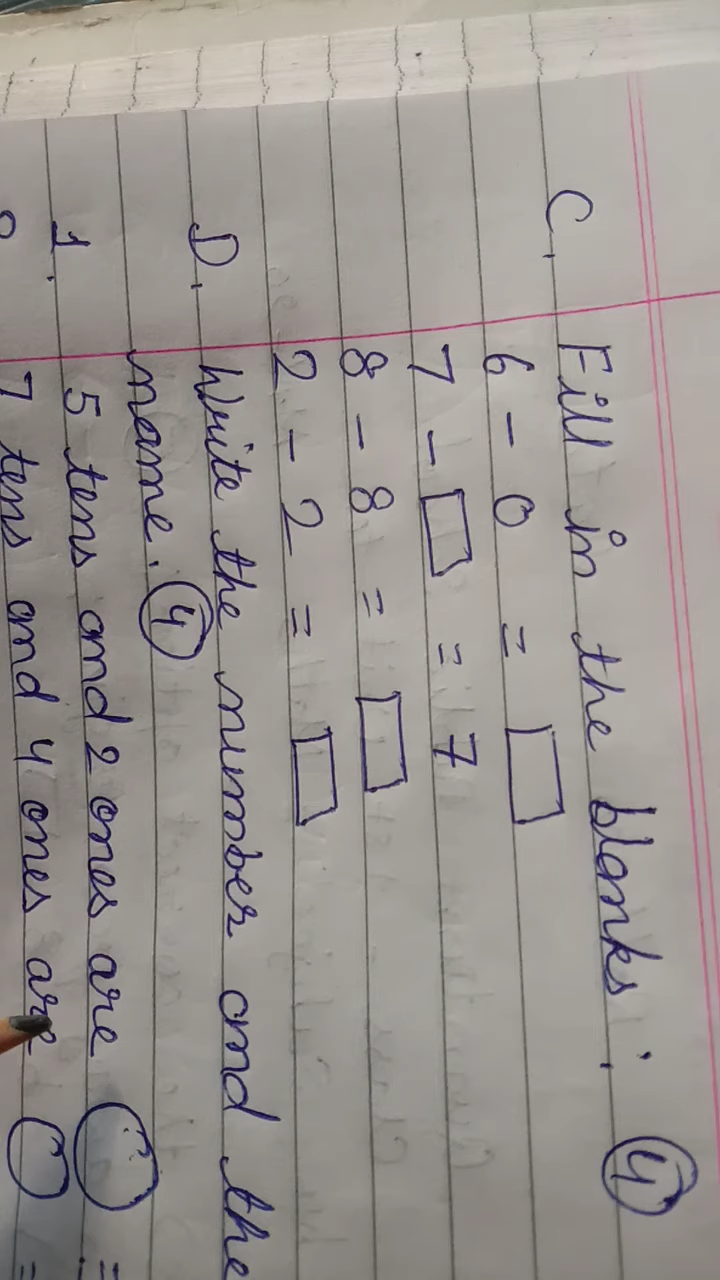 C. Fill in the blanks: (4)
6 - 0 = □
7 - □ = 7
8 - 8 = □
2 - 2 = □
D. Write the number and the
name. (4)
1. 5 tens and 2 ones are ◯ =
7 tens and 4 ones are ◯ =